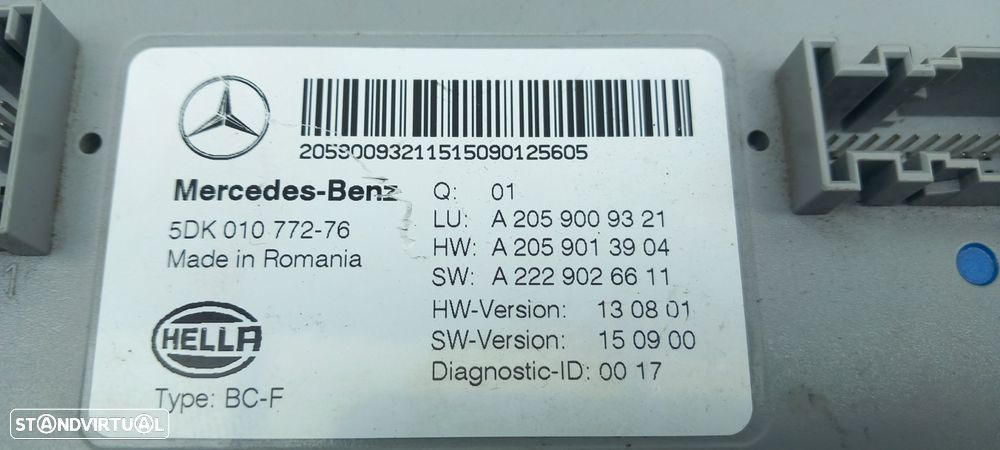 20590093211515090125605
Mercedes-Benz
5DK 010 772-76
Made in Romania
HELLA
Type: BC-F
Q: 01
LU: A 205 900 93 21
HW: A 205 901 39 04
SW: A 222 902 66 11
HW-Version: 13 08 01
SW-Version: 15 09 00
Diagnostic-ID: 00 17
STANDVIRTUAL